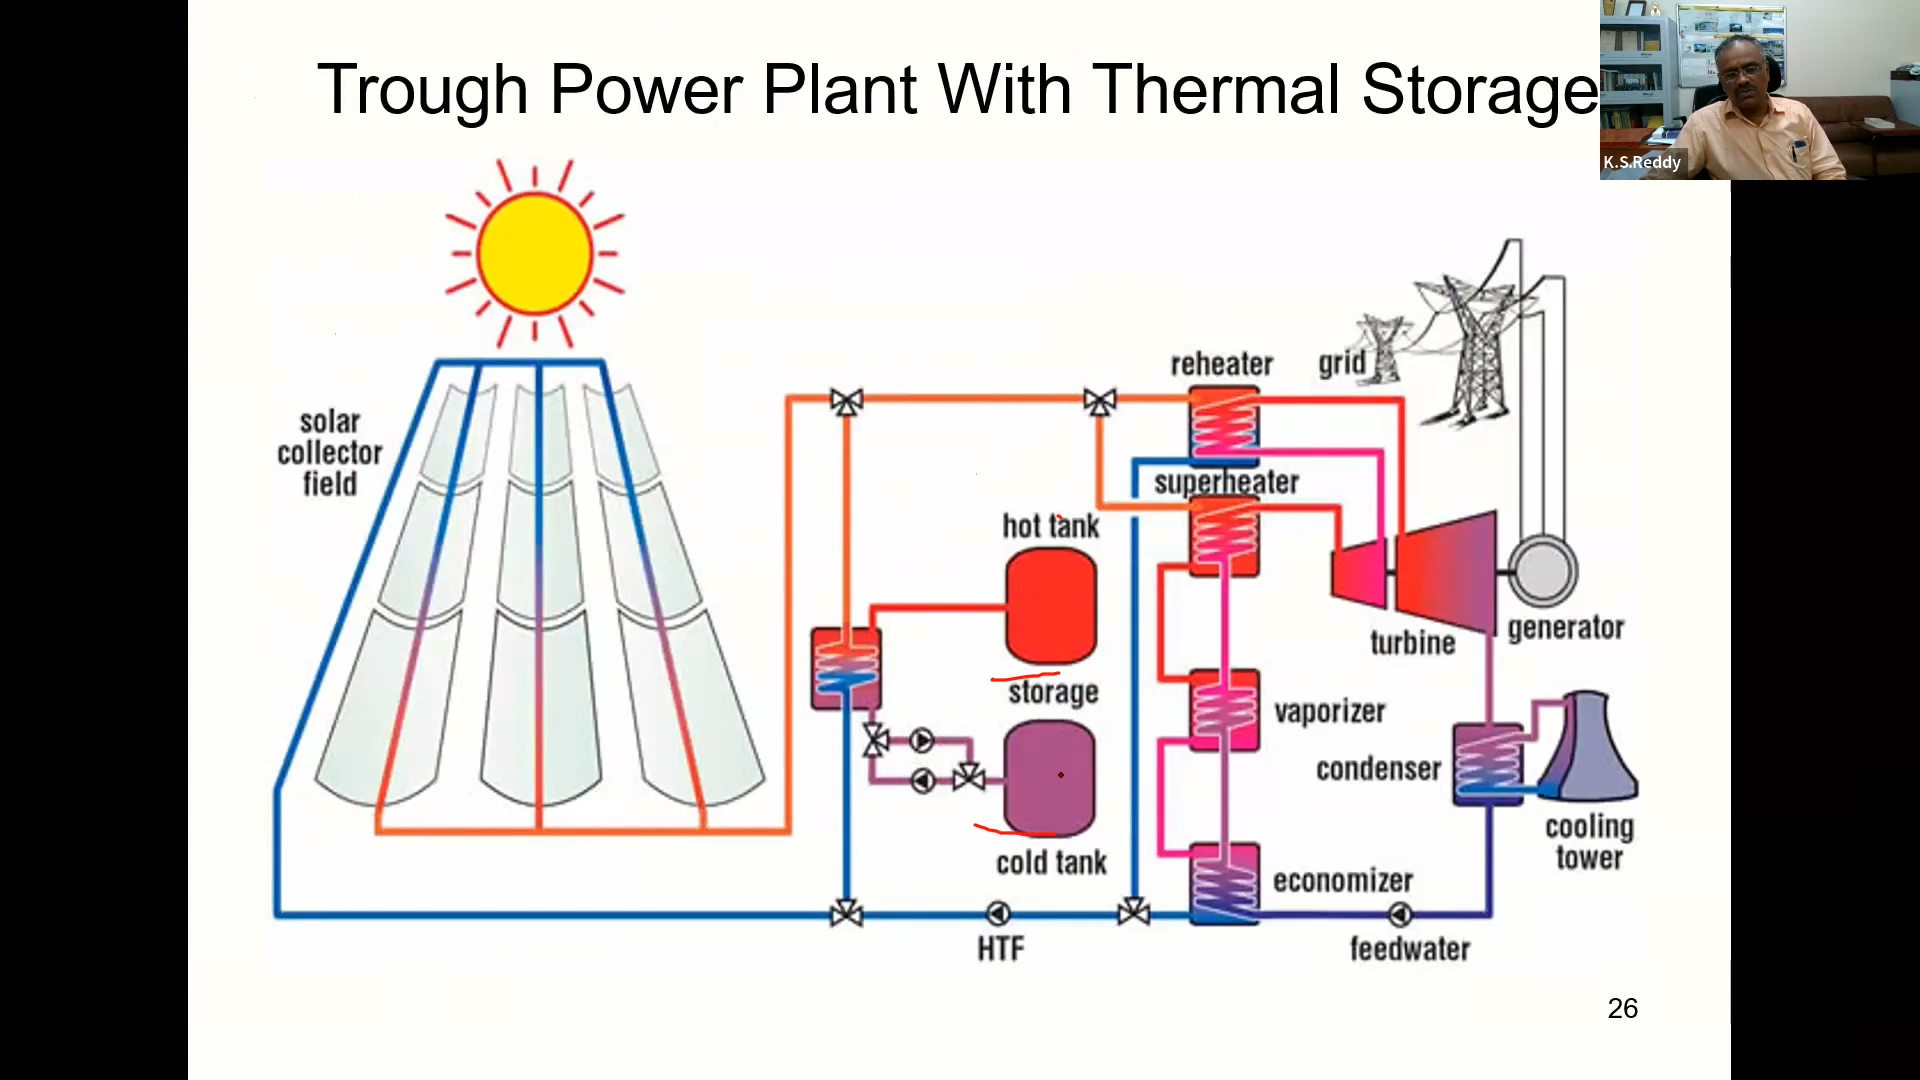 Trough Power Plant With Thermal Storage
K.S.Reddy
solar
collector
field
reheater
grid
superheater
hot tank
storage
cold tank
turbine
generator
vaporizer
condenser
cooling
tower
economizer
HTF
feedwater
26